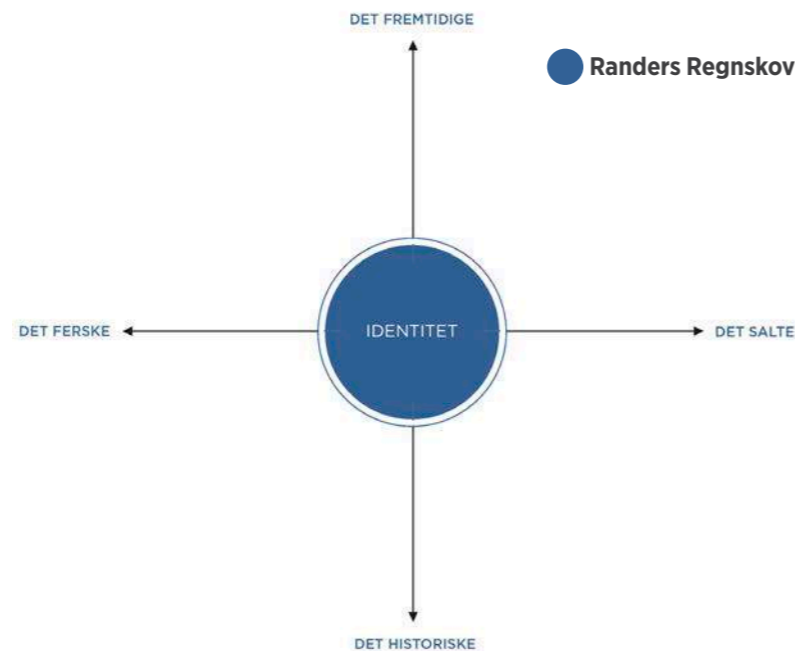 DET FREMTIDIGE
Randers Regnskov
DET FERSKE
IDENTITET
DET SALTE
DET HISTORISKE